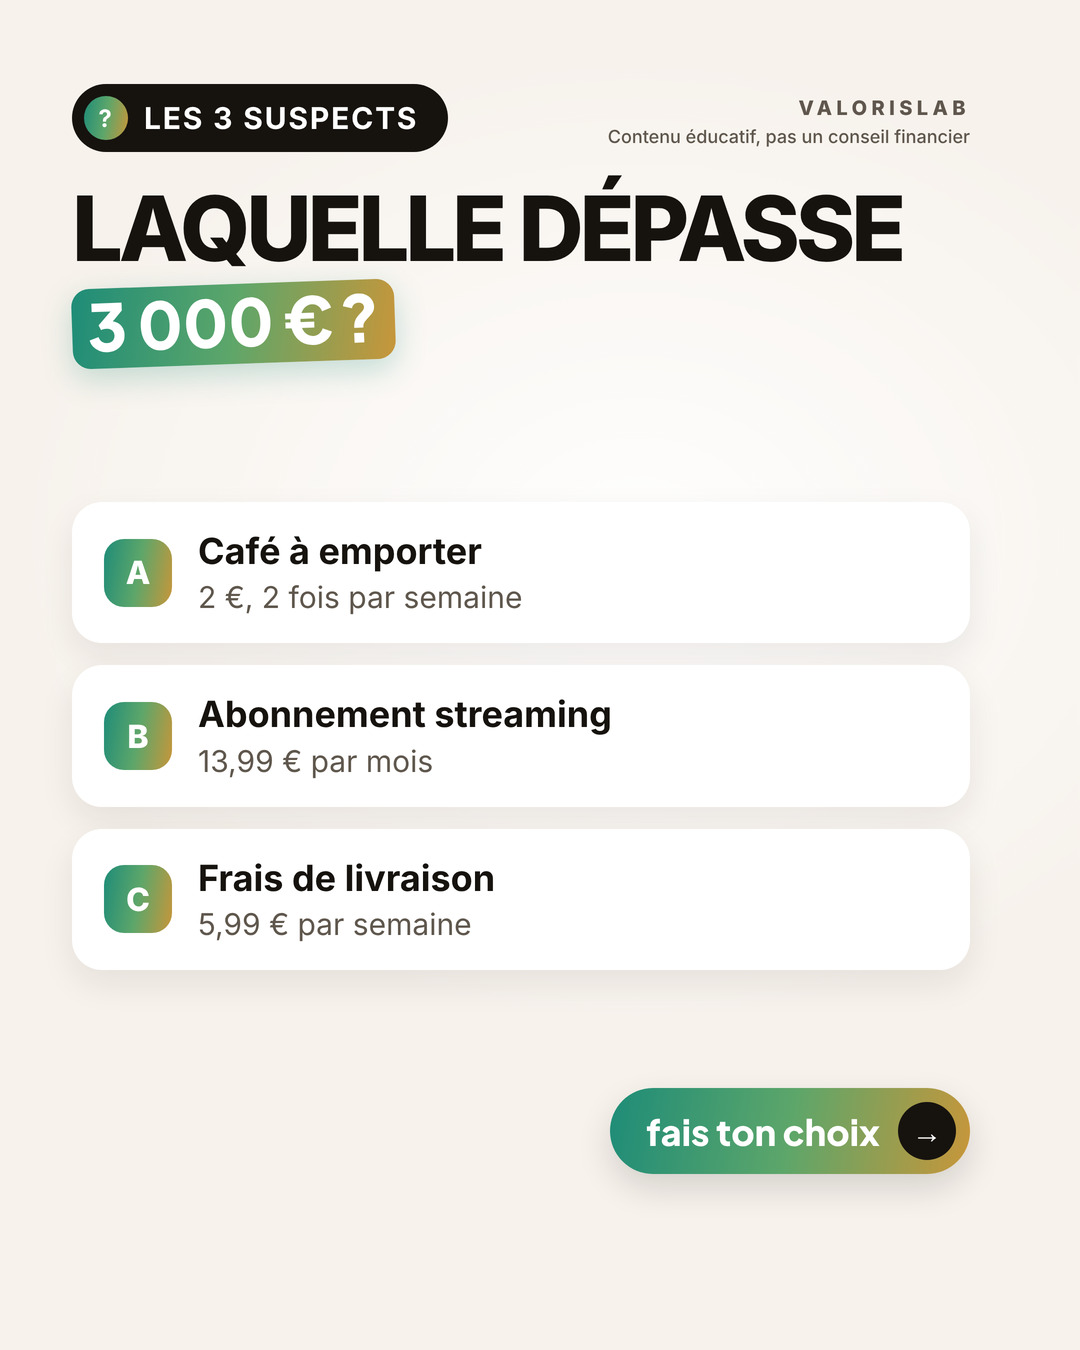 ?
LES 3 SUSPECTS
VALORISLAB
Contenu éducatif, pas un conseil financier
LAQUELLE DÉPASSE
3 000 € ?
A
Café à emporter
2 €, 2 fois par semaine
B
Abonnement streaming
13,99 € par mois
C
Frais de livraison
5,99 € par semaine
fais ton choix →